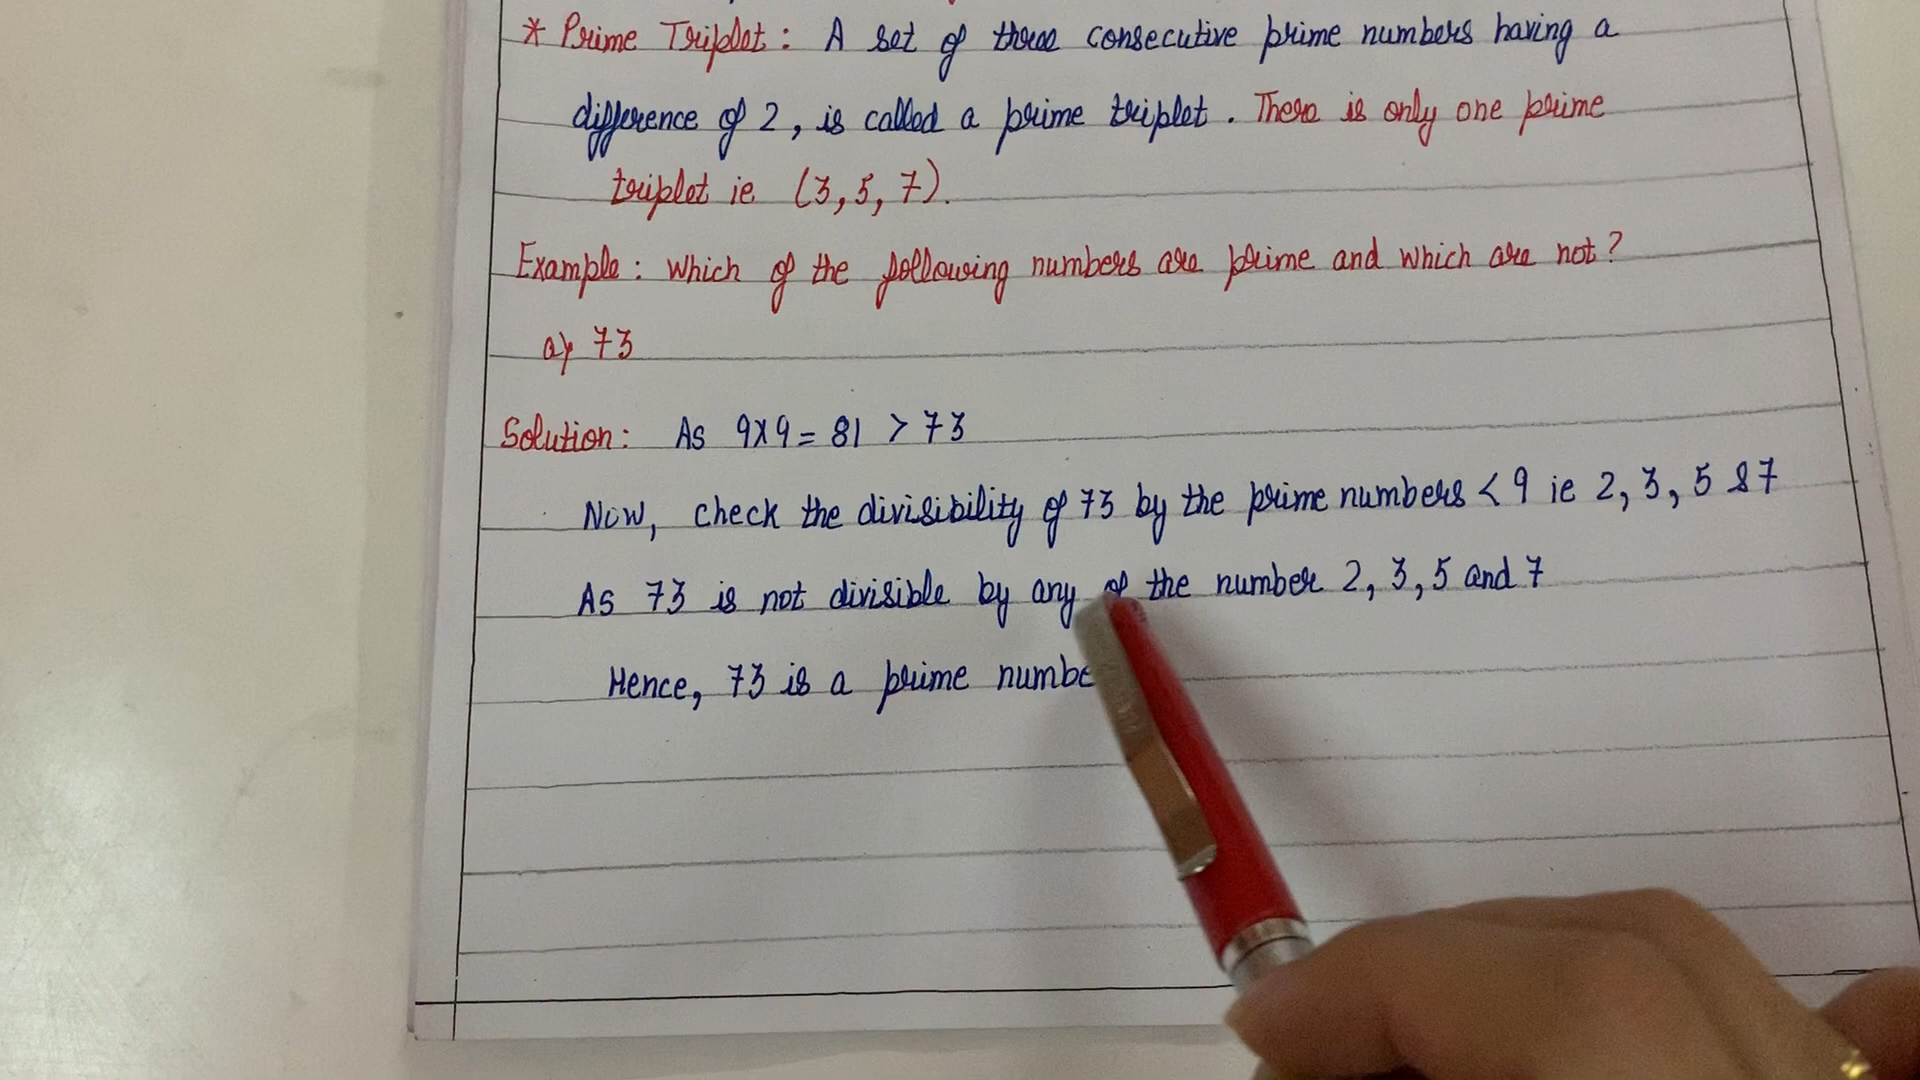 * Prime Triplet : A set of three consecutive prime numbers having a
difference of 2, is called a prime triplet. There is only one prime
triplet ie (3, 5, 7).
Example : Which of the following numbers are prime and which are not?
a) 73
Solution : As 9x9 = 81 > 73
Now, check the divisibility of 73 by the prime numbers < 9 ie 2, 3, 5 & 7
As 73 is not divisible by any of the number 2, 3, 5 and 7
Hence, 73 is a prime numbe